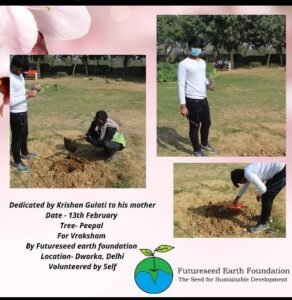 Dedicated by Krishan Gulati to his mother
Date - 13th February
Tree- Peepal
For Vraksham
By Futureseed earth foundation
Location- Dwarka, Delhi
Volunteered by Self
Futureseed Earth Foundation
The Seed for Sustainable Development